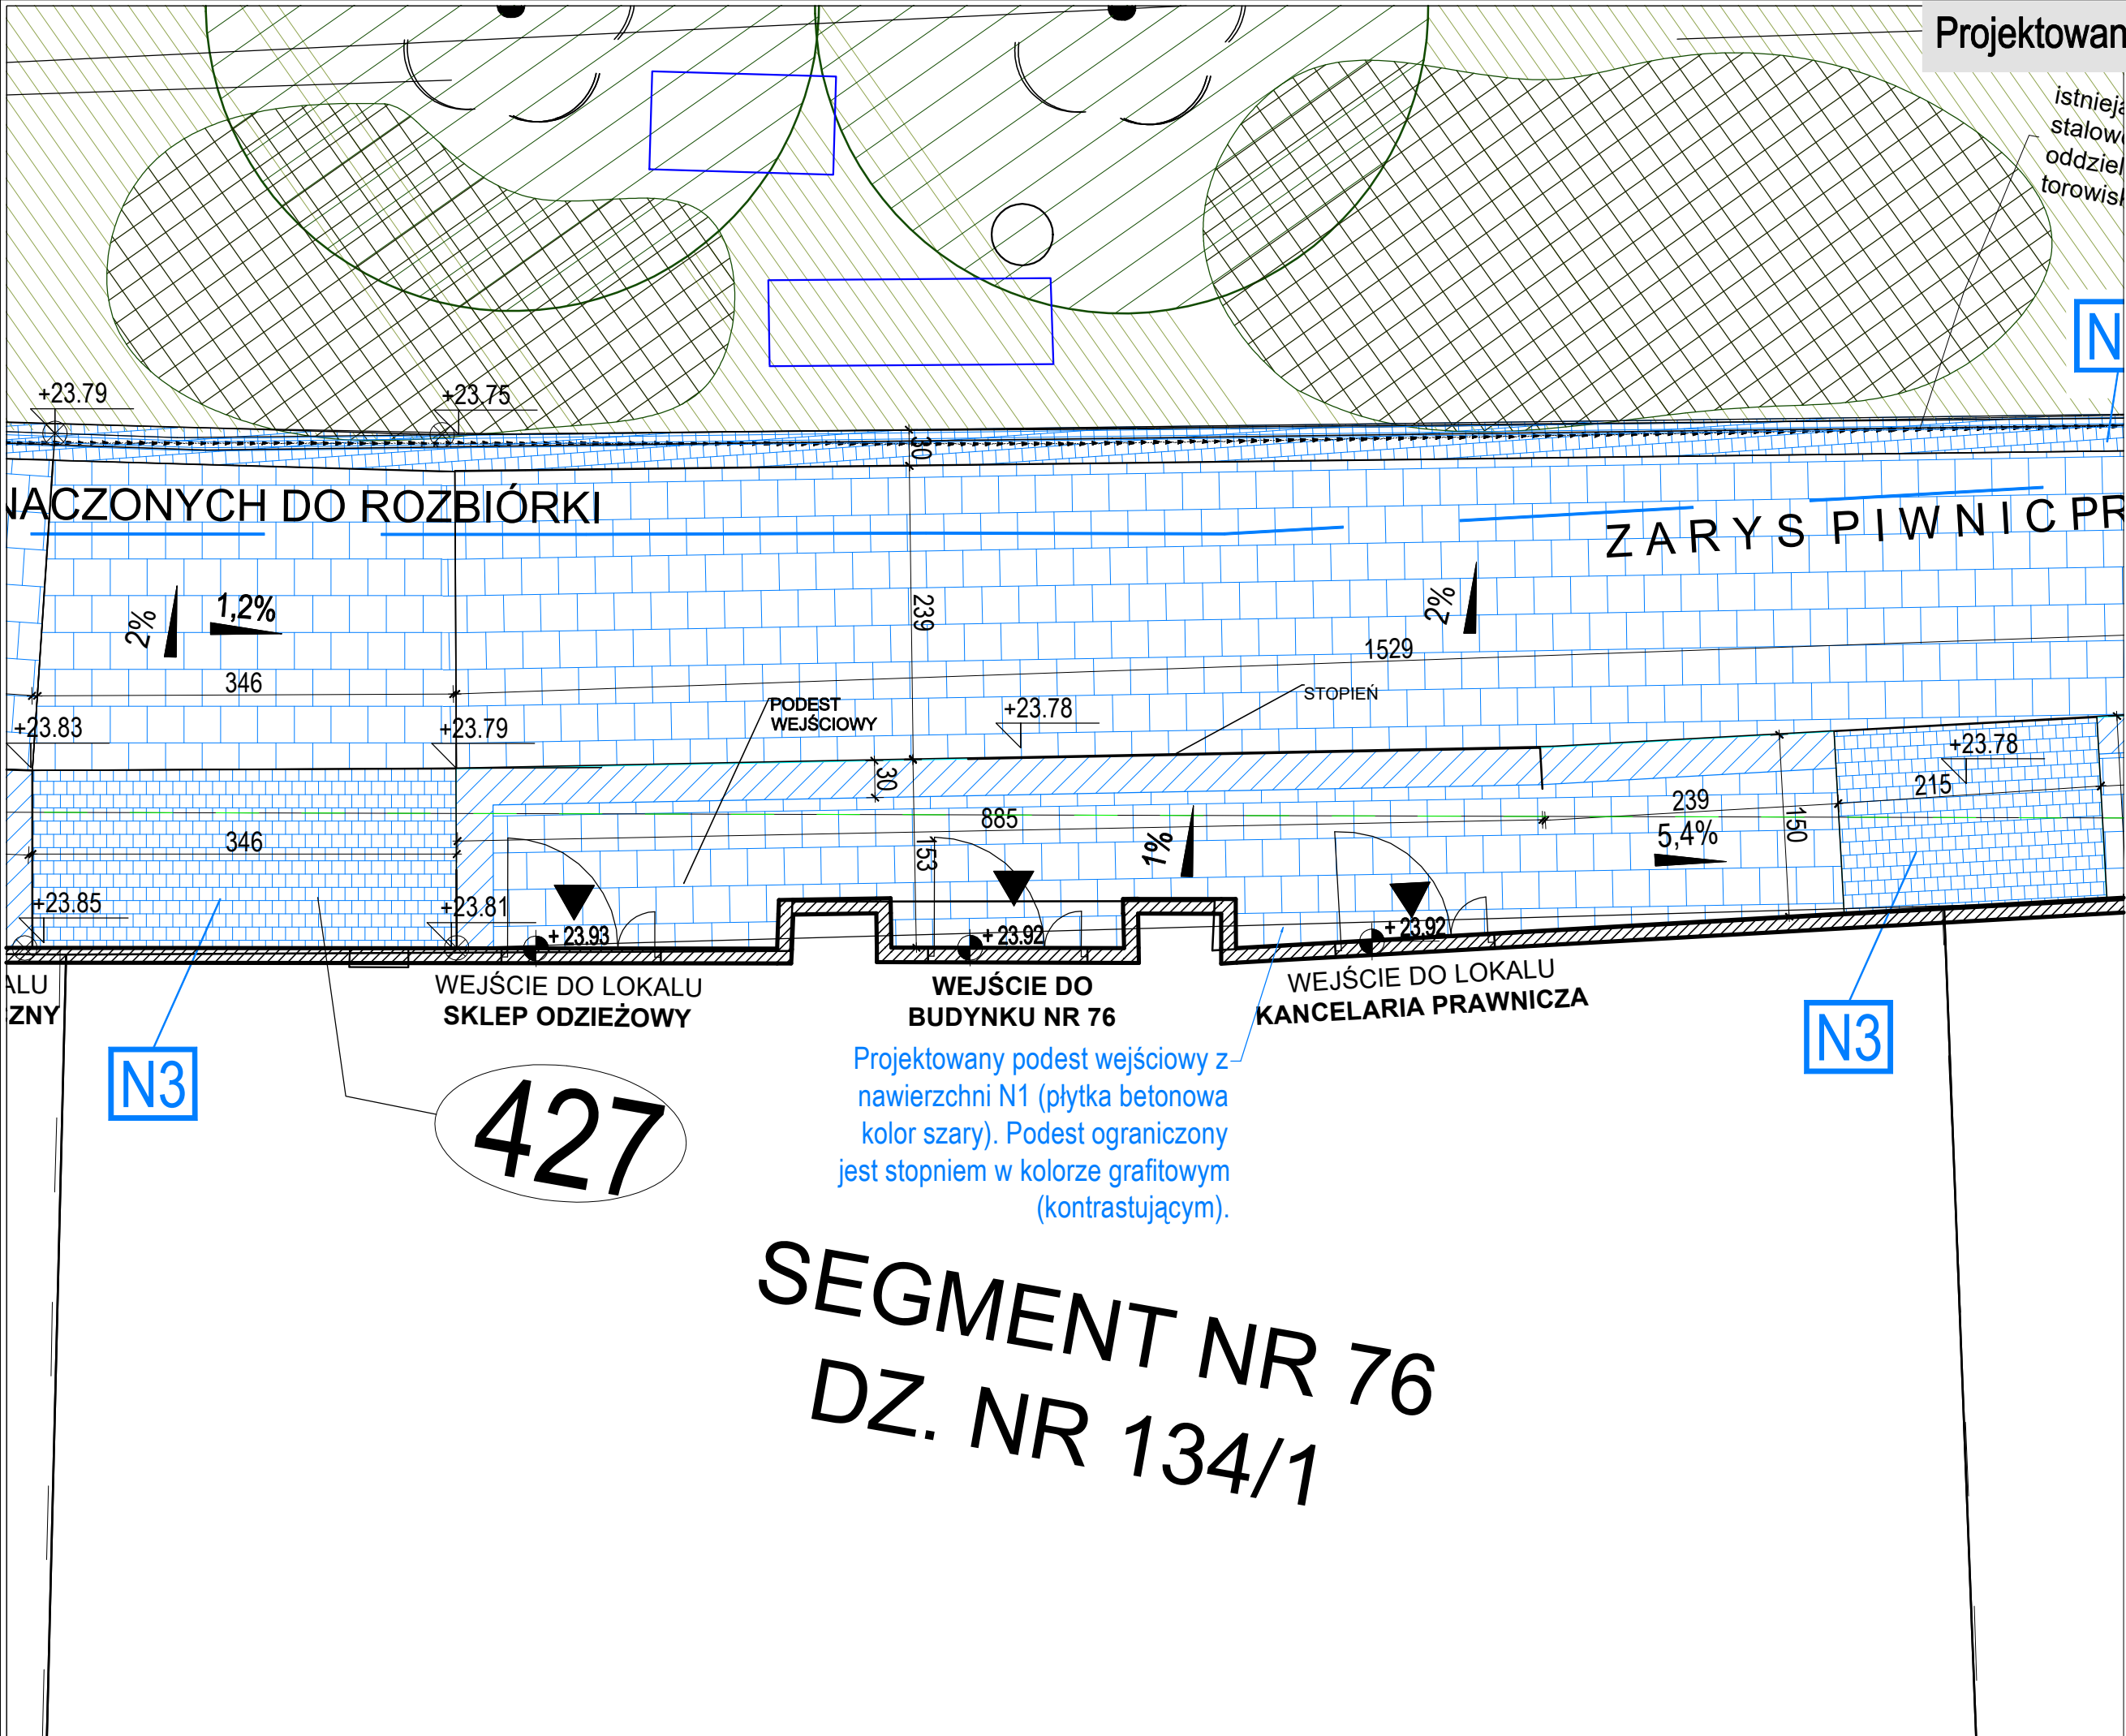 Projektowan
stalow
oddziel
N
+23.79
+23.75
30
NACZONYCH DO ROZBIÓRKI
ZARYS PIWNIC PR
2%
1,2%
239
2%
1529
346
PODEST
WEJŚCIOWY
STOPIEŃ
+23.78
+23.83
+23.79
+23.78
30
215
239
885
150
5,4%
1%
153
346
+23.85
+23.81
+ 23.93
+ 23.92
+ 23.92
ALU
ZNY
WEJŚCIE DO LOKALU
SKLEP ODZIEŻOWY
WEJŚCIE DO
BUDYNKU NR 76
WEJŚCIE DO LOKALU
KANCELARIA PRAWNICZA
N3
N3
427
Projektowany podest wejściowy z
nawierzchni N1 (płytka betonowa
kolor szary). Podest ograniczony
jest stopniem w kolorze grafitowym
(kontrastującym).
SEGMENT NR 76
DZ. NR 134/1